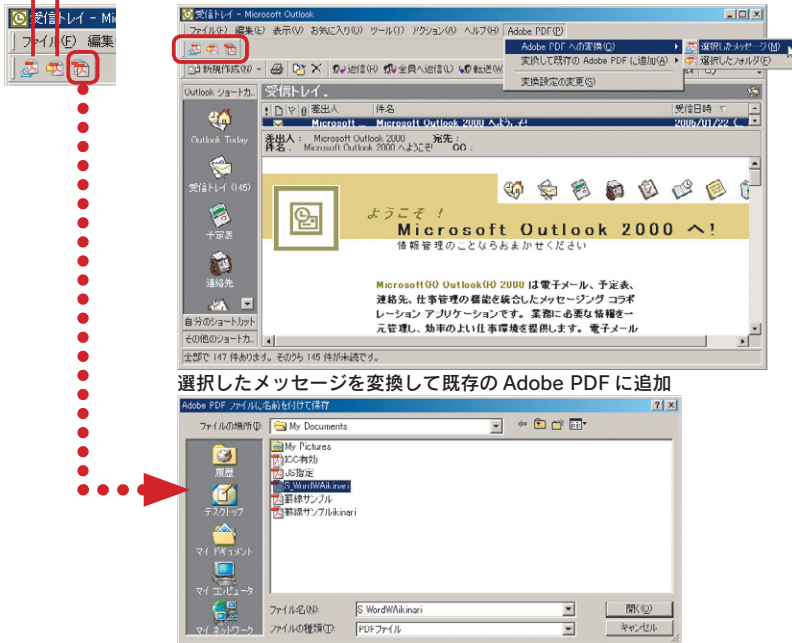 受信トレイ - Mi
ファイル(F) 編集
受信トレイ - Microsoft Outlook
ファイル(F) 編集(E) 表示(V) お気に入り(O) ツール(T) アクション(A) ヘルプ(H) Adobe PDF(P)
Adobe PDF への変換(C)
変換して既存の Adobe PDF に追加(A)
変換設定の変更(S)
選択したメッセージ(M)
選択したフォルダ(F)
新規作成(N) 返信(R) 全員へ返信(L) 転送(W)
Outlook ショートカ..
受信トレイ.
差出人 件名 受信日時
Microsoft ... Microsoft Outlook 2000 へようこそ! 2005/01/22 (...
差出人: Microsoft Outlook 2000 宛先:
件名: Microsoft Outlook 2000 へようこそ! CC:
Outlook Today
受信トレイ (145)
予定表
連絡先
自分のショートカット
その他のショートカ..
ようこそ !
Microsoft Outlook 2000 へ!
情報管理のことならおまかせください
Microsoft(R) Outlook(R) 2000 は電子メール、予定表、
連絡先、仕事管理の機能を統合したメッセージング コラボ
レーション アプリケーションです。 業務に必要な情報を一
元管理し、効率のよい仕事環境を提供します。 電子メール
全部で 147 件あります。そのうち 145 件が未読です。
選択したメッセージを変換して既存の Adobe PDF に追加
Adobe PDF ファイルに名前を付けて保存
ファイルの場所(I): My Documents
履歴
デスクトップ
マイ ドキュメント
マイ コンピュータ
マイ ネットワーク
My Pictures
ICC有効
JS指定
S_WordWAikinari
罫線サンプル
罫線サンプルikinari
ファイル名(N): S_WordWAikinari 開く(O)
ファイルの種類(T): PDFファイル キャンセル